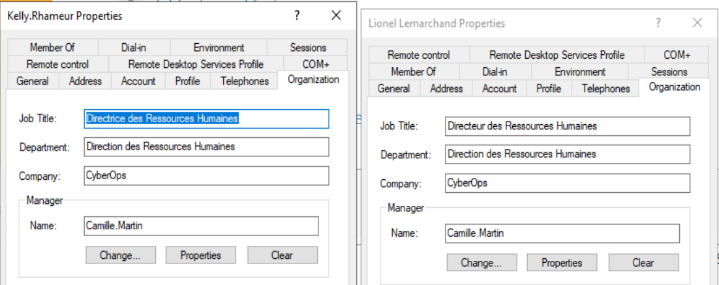 Kelly.Rhameur Properties ? X
Member Of Dial-in Environment Sessions
Remote control Remote Desktop Services Profile COM+
General Address Account Profile Telephones Organization
Job Title: Directrice des Ressources Humaines
Department: Direction des Ressources Humaines
Company: CyberOps
Manager
Name: Camille.Martin
Change... Properties Clear
Lionel Lemarchand Properties ? X
Remote control Remote Desktop Services Profile COM+
Member Of Dial-in Environment Sessions
General Address Account Profile Telephones Organization
Job Title: Directeur des Ressources Humaines
Department: Direction des Ressources Humaines
Company: CyberOps
Manager
Name: Camille.Martin
Change... Properties Clear